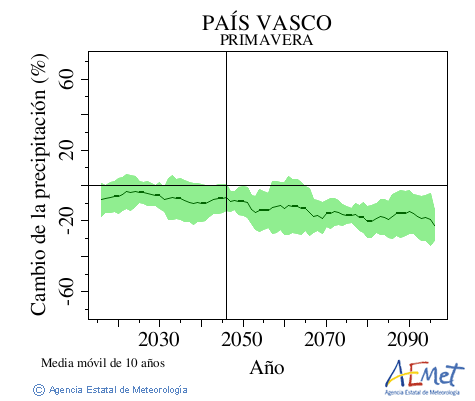 PAÍS VASCO
PRIMAVERA
Cambio de la precipitación (%)
60
20
-20
-60
2030
2050
2070
2090
Año
Media móvil de 10 años
© Agencia Estatal de Meteorología
AEMet
Agencia Estatal de Meteorología